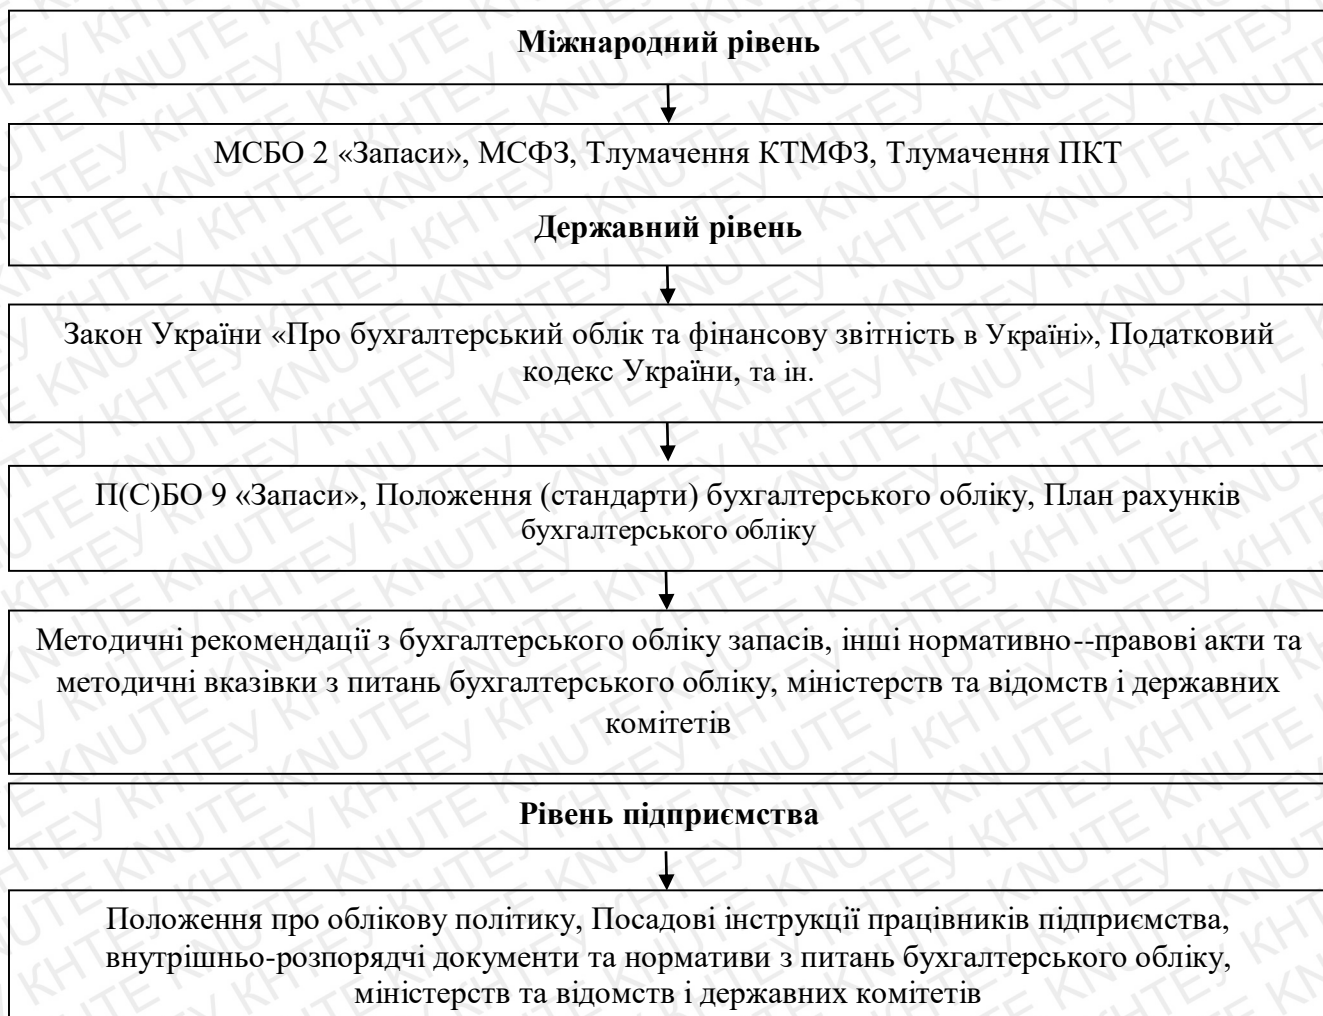 Міжнародний рівень
МСБО 2 «Запаси», МСФЗ, Тлумачення КТМФЗ, Тлумачення ПКТ
Державний рівень
Закон України «Про бухгалтерський облік та фінансову звітність в Україні», Податковий
кодекс України, та ін.
П(С)БО 9 «Запаси», Положення (стандарти) бухгалтерського обліку, План рахунків
бухгалтерського обліку
Методичні рекомендації з бухгалтерського обліку запасів, інші нормативно--правові акти та
методичні вказівки з питань бухгалтерського обліку, міністерств та відомств і державних
комітетів
Рівень підприємства
Положення про облікову політику, Посадові інструкції працівників підприємства,
внутрішньо-розпорядчі документи та нормативи з питань бухгалтерського обліку,
міністерств та відомств і державних комітетів